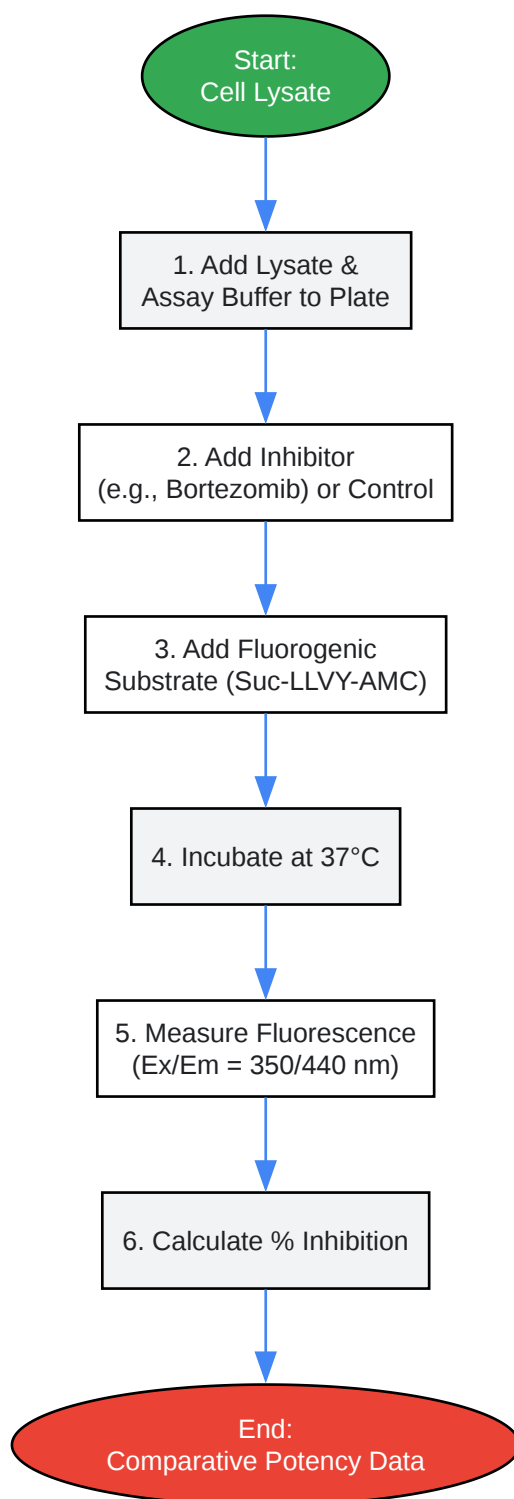 Start:
Cell Lysate
1. Add Lysate &
Assay Buffer to Plate
2. Add Inhibitor
(e.g., Bortezomib) or Control
3. Add Fluorogenic
Substrate (Suc-LLVY-AMC)
4. Incubate at 37°C
5. Measure Fluorescence
(Ex/Em = 350/440 nm)
6. Calculate % Inhibition
End:
Comparative Potency Data